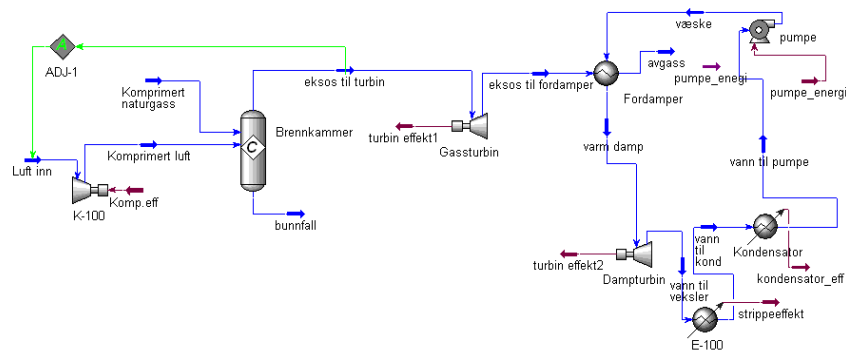 væske
A
pumpe
ADJ-1
avgass
eksos til turbin
eksos til fordamper
pumpe_enegi
Komprimert
naturgass
Fordamper
pumpe_energi
Brennkammer
turbin effekt1
Gassturbin
varm damp
vann til pumpe
C
Luft inn
Komprimert luft
Komp.eff
K-100
bunnfall
vann
til
kond
Kondensator
turbin effekt2
Dampturbin
vann til
veksler
kondensator_eff
strippeeffekt
E-100